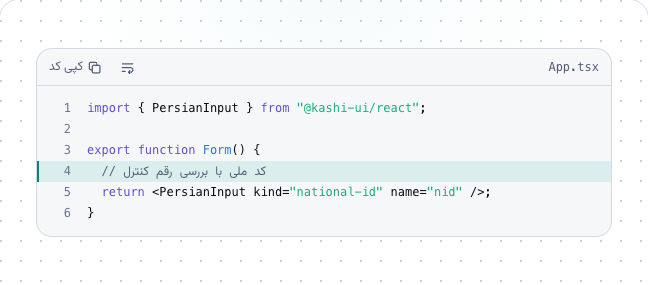 App.tsx
کپی کد
1 import { PersianInput } from "@kashi-ui/react";
2
3 export function Form() {
4 // کد ملی با بررسی رقم کنترل
5 return <PersianInput kind="national-id" name="nid" />;
6 }